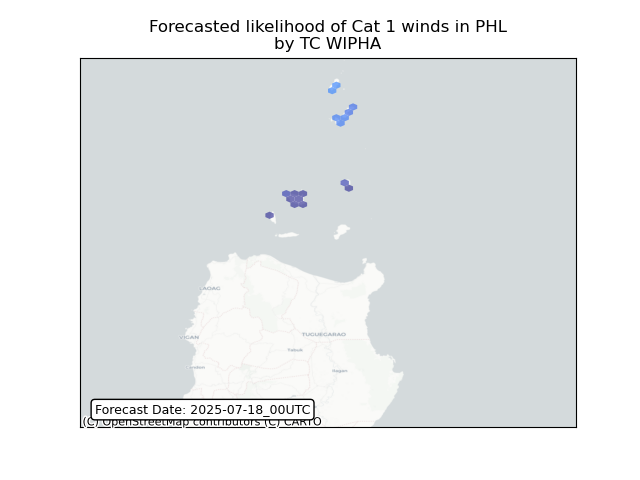 Forecasted likelihood of Cat 1 winds in PHL
by TC WIPHA
LAOAG
VIGAN
TUGUEGARAO
Tabuk
Ilagan
Forecast Date: 2025-07-18_00UTC
(C) OpenStreetMap contributors (C) CARTO